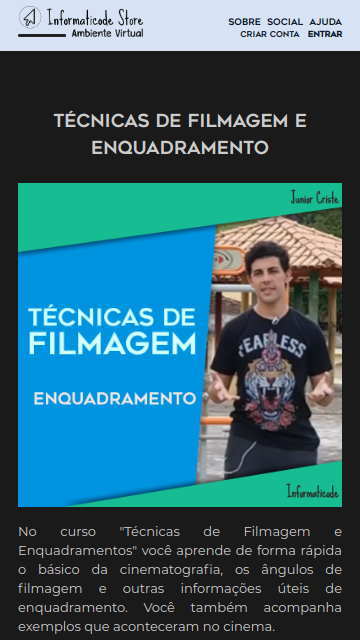 Informaticode Store
Ambiente Virtual
SOBRE SOCIAL AJUDA
CRIAR CONTA ENTRAR
TÉCNICAS DE FILMAGEM E
ENQUADRAMENTO
Junior Criste
TÉCNICAS DE
FILMAGEM
FEARLESS
ENQUADRAMENTO
Informaticode
No curso "Técnicas de Filmagem e
Enquadramentos" você aprende de forma rápida
o básico da cinematografia, os ângulos de
filmagem e outras informações úteis de
enquadramento. Você também acompanha
exemplos que aconteceram no cinema.